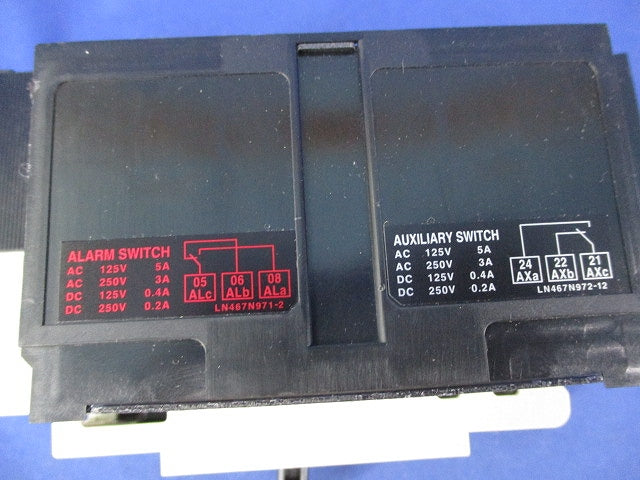 ALARM SWITCH
AC 125V 5A
AC 250V 3A
DC 125V 0.4A
DC 250V 0.2A
05 06 08
ALc ALb ALa
LN467N971-2
AUXILIARY SWITCH
AC 125V 5A
AC 250V 3A
DC 125V 0.4A
DC 250V 0.2A
24 22 21
AXa AXb AXc
LN467N972-12